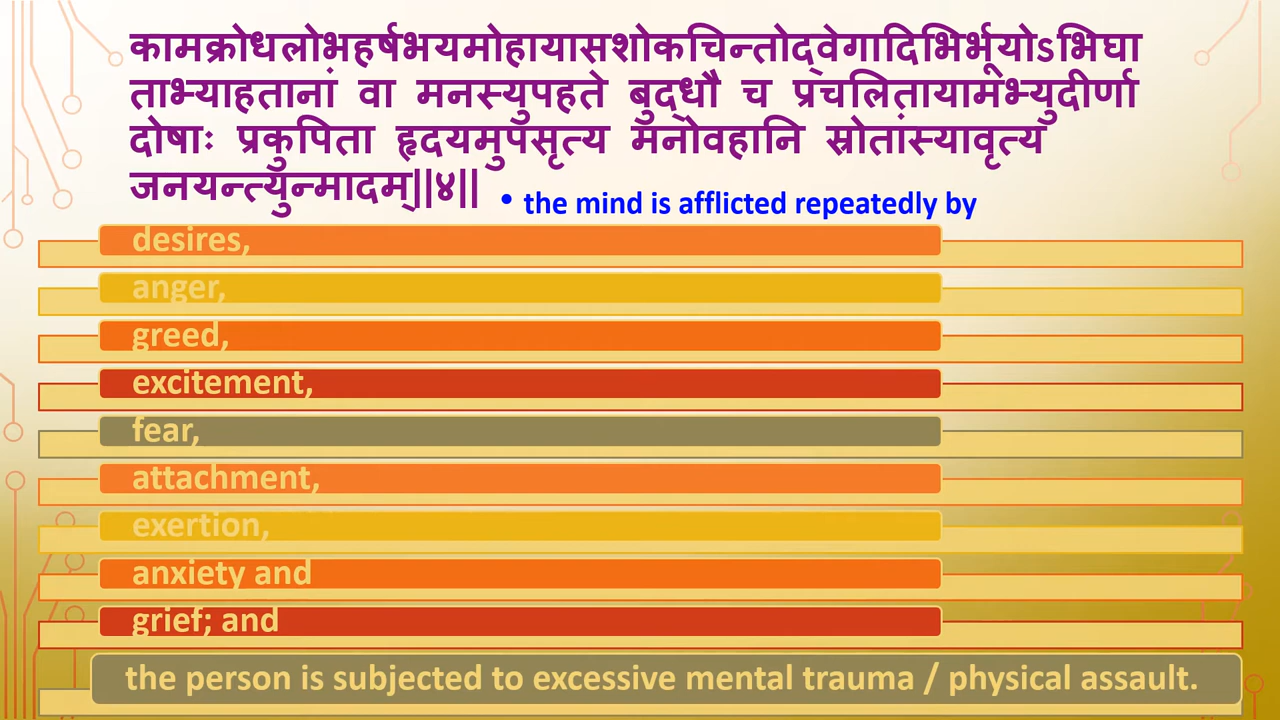 कामक्रोधलोभहर्षभयमोहायासशोकचिन्तोद्वेगादिभिर्भूयोऽभिघा
ताभ्याहतानां वा मनस्युपहते बुद्धौ च प्रचलितायामभ्युदीर्णा
दोषाः प्रकुपिता हृदयमुपसृत्य मनोवहानि स्रोतांस्यावृत्य
जनयन्त्युन्मादम्||४||
• the mind is afflicted repeatedly by
desires,
anger,
greed,
excitement,
fear,
attachment,
exertion,
anxiety and
grief; and
the person is subjected to excessive mental trauma / physical assault.